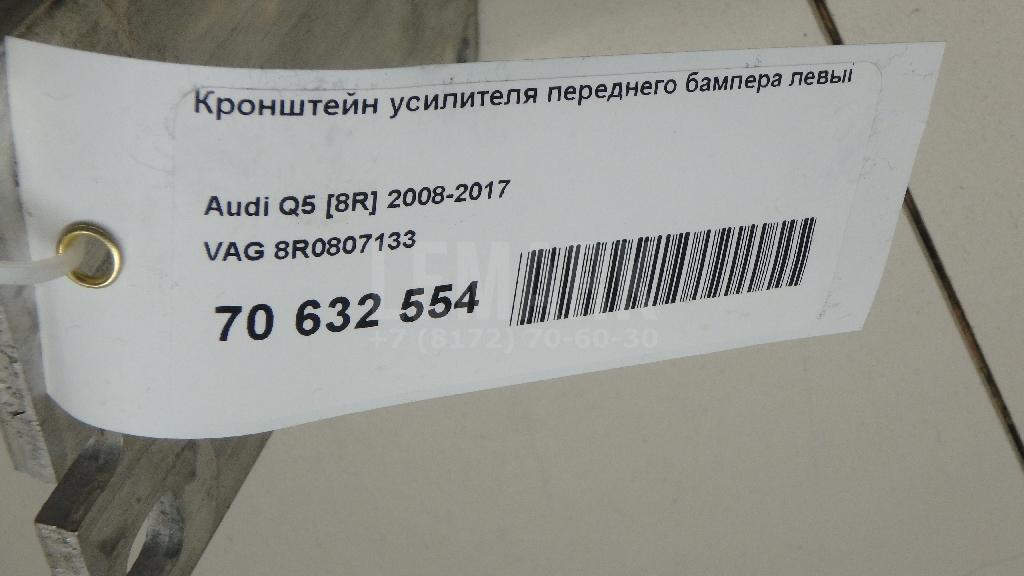 Кронштейн усилителя переднего бампера левый
Audi Q5 [8R] 2008-2017
VAG 8R0807133
70 632 554
+7 (8172) 70-60-30